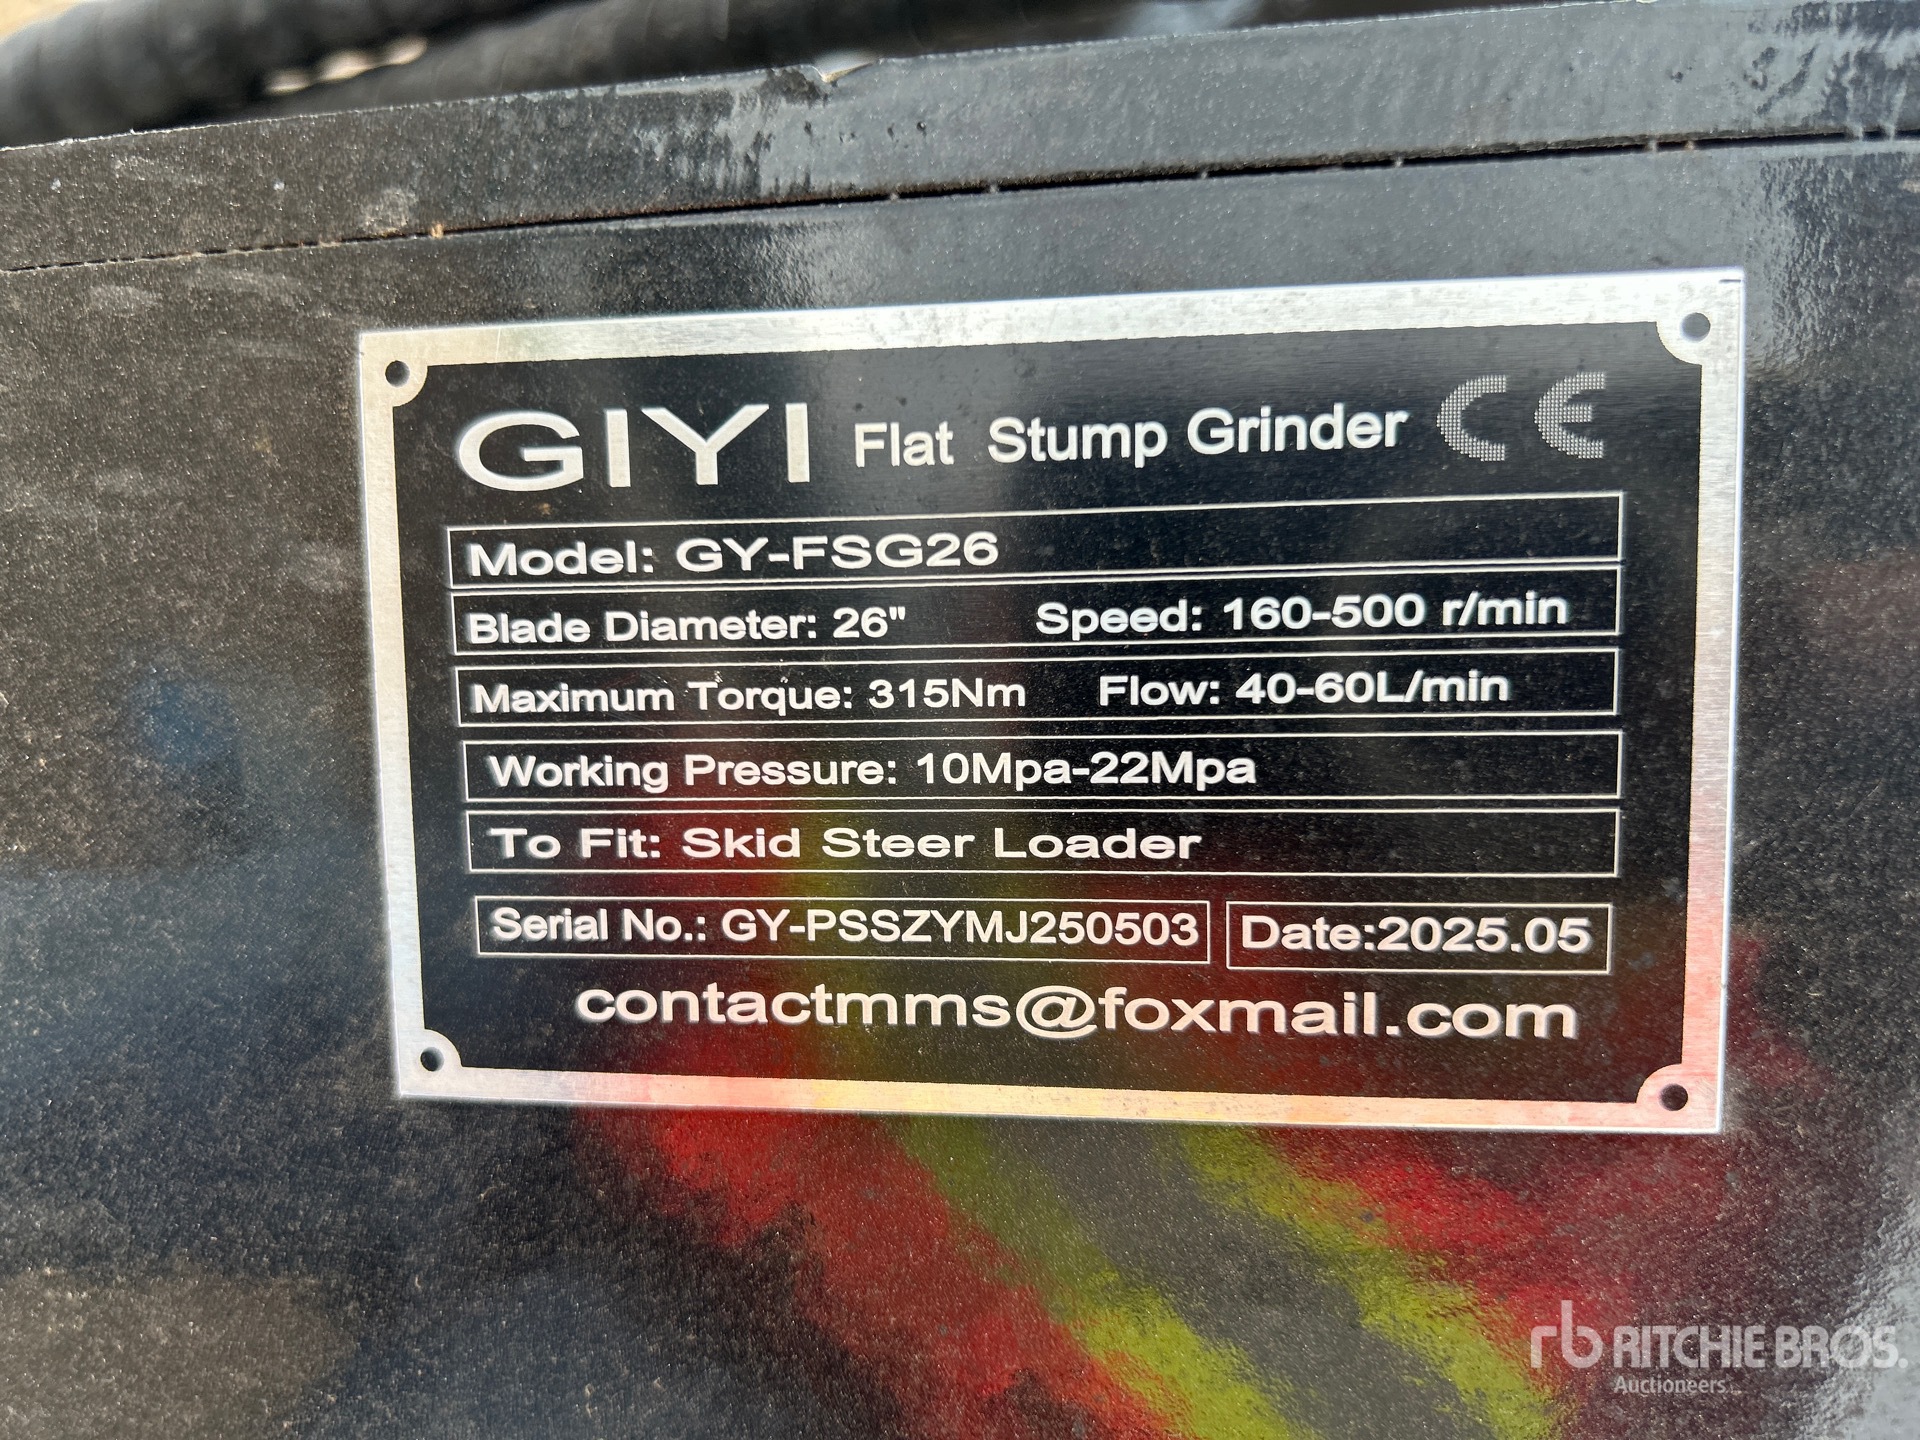 GIYI Flat Stump Grinder CE
Model: GY-FSG26
Blade Diameter: 26" Speed: 160-500 r/min
Maximum Torque: 315Nm Flow: 40-60L/min
Working Pressure: 10Mpa-22Mpa
To Fit: Skid Steer Loader
Serial No.: GY-PSSZYMJ250503 Date:2025.05
contactmms@foxmail.com
rb RITCHIE BROS.
Auctioneers